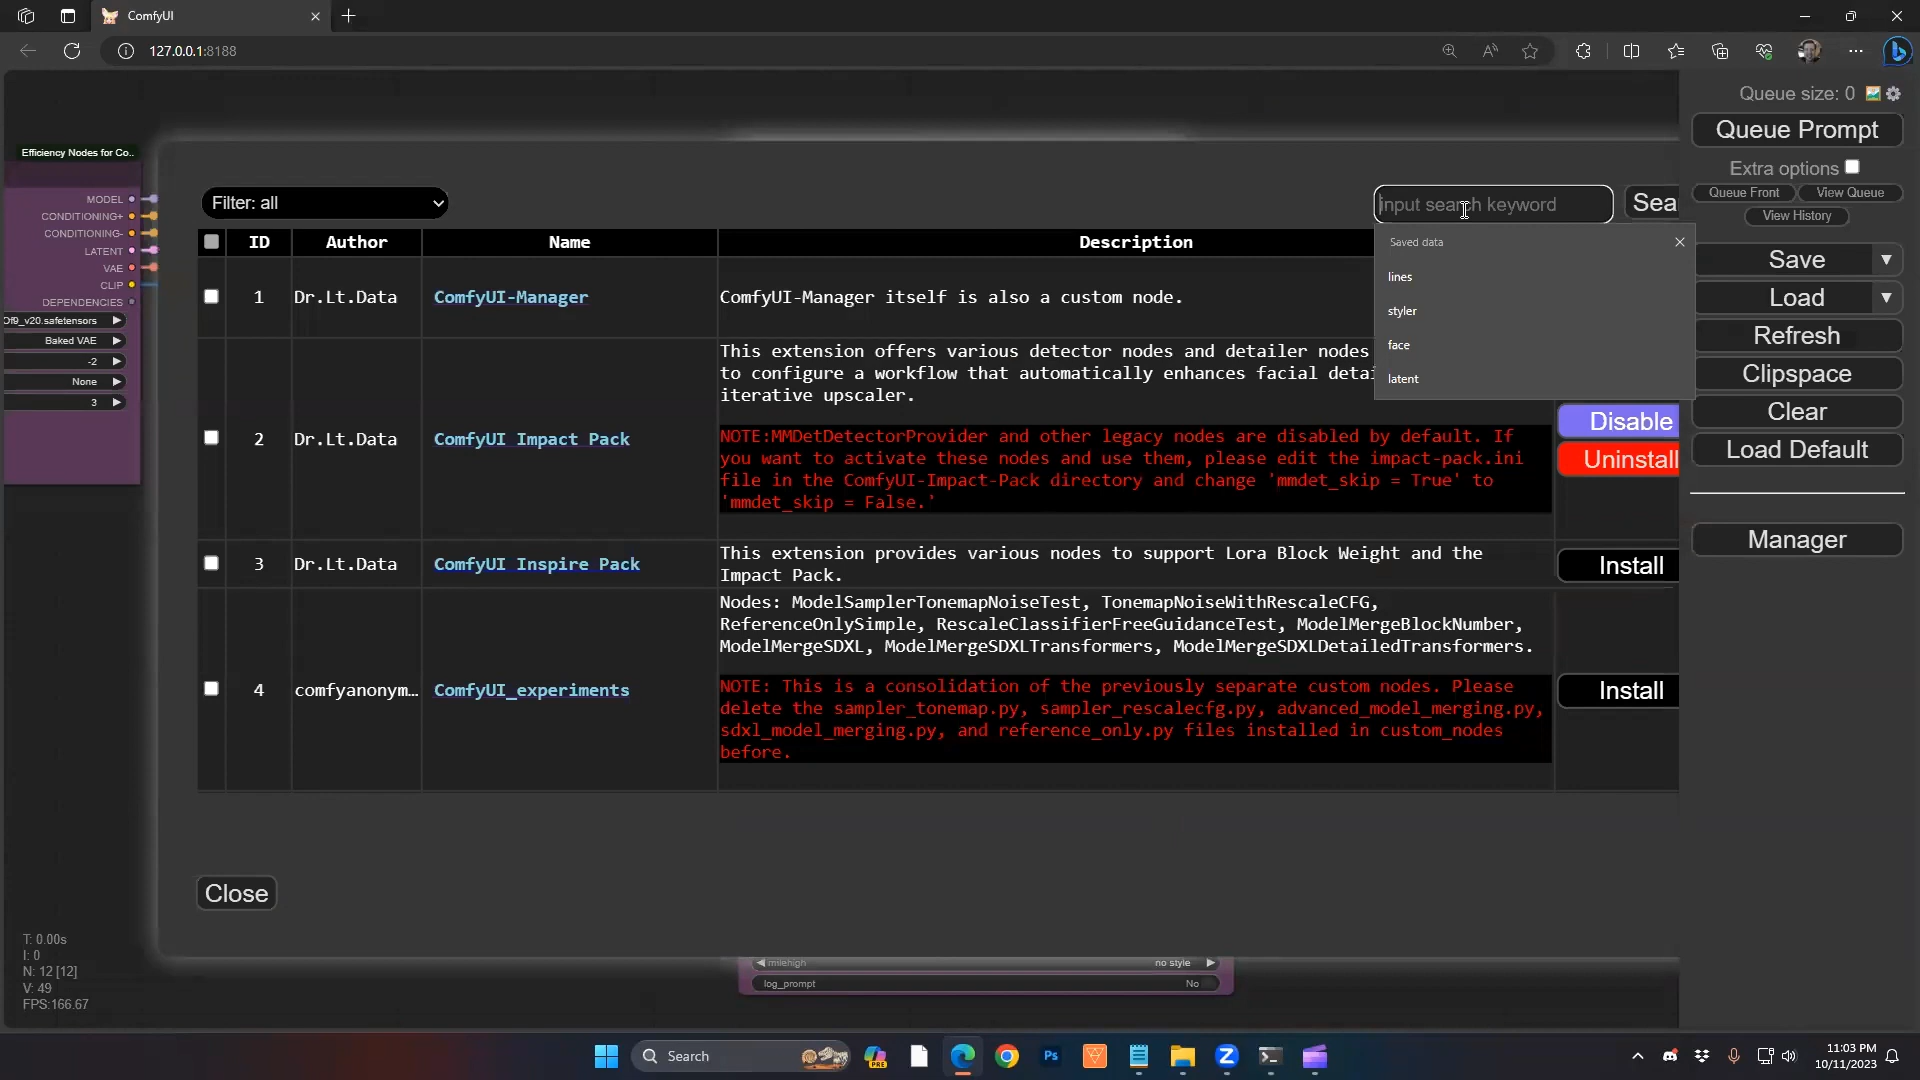 ComfyUI
127.0.0.1:8188
Queue size: 0
Queue Prompt
Extra options
Queue Front
View Queue
View History
Save
Load
Refresh
Clipspace
Clear
Load Default
Manager
Efficiency Nodes for Co..
MODEL
CONDITIONING+
CONDITIONING-
LATENT
VAE
CLIP
DEPENDENCIES
Of9_v20.safetensors
Baked VAE
-2
None
3
Filter: all
input search keyword
Sea
Saved data
lines
styler
face
latent
ID Author Name Description
1 Dr.Lt.Data ComfyUI-Manager
ComfyUI-Manager itself is also a custom node.
2 Dr.Lt.Data ComfyUI Impact Pack
This extension offers various detector nodes and detailer nodes
to configure a workflow that automatically enhances facial detai
iterative upscaler.
NOTE:MMDetDetectorProvider and other legacy nodes are disabled by default. If
you want to activate these nodes and use them, please edit the impact-pack.ini
file in the ComfyUI-Impact-Pack directory and change 'mmdet_skip = True' to
'mmdet_skip = False.'
Disable
Uninstall
3 Dr.Lt.Data ComfyUI Inspire Pack
This extension provides various nodes to support Lora Block Weight and the
Impact Pack.
Install
4 comfyanonym... ComfyUI_experiments
Nodes: ModelSamplerTonemapNoiseTest, TonemapNoiseWithRescaleCFG,
ReferenceOnlySimple, RescaleClassifierFreeGuidanceTest, ModelMergeBlockNumber,
ModelMergeSDXL, ModelMergeSDXLTransformers, ModelMergeSDXLDetailedTransformers.
NOTE: This is a consolidation of the previously separate custom nodes. Please
delete the sampler_tonemap.py, sampler_rescalecfg.py, advanced_model_merging.py,
sdxl_model_merging.py, and reference_only.py files installed in custom_nodes
before.
Install
Close
T: 0.00s
I: 0
N: 12 [12]
V: 49
FPS:166.67
milehigh no style
log_prompt No
Search
PRE
Ps
11:03 PM
10/11/2023